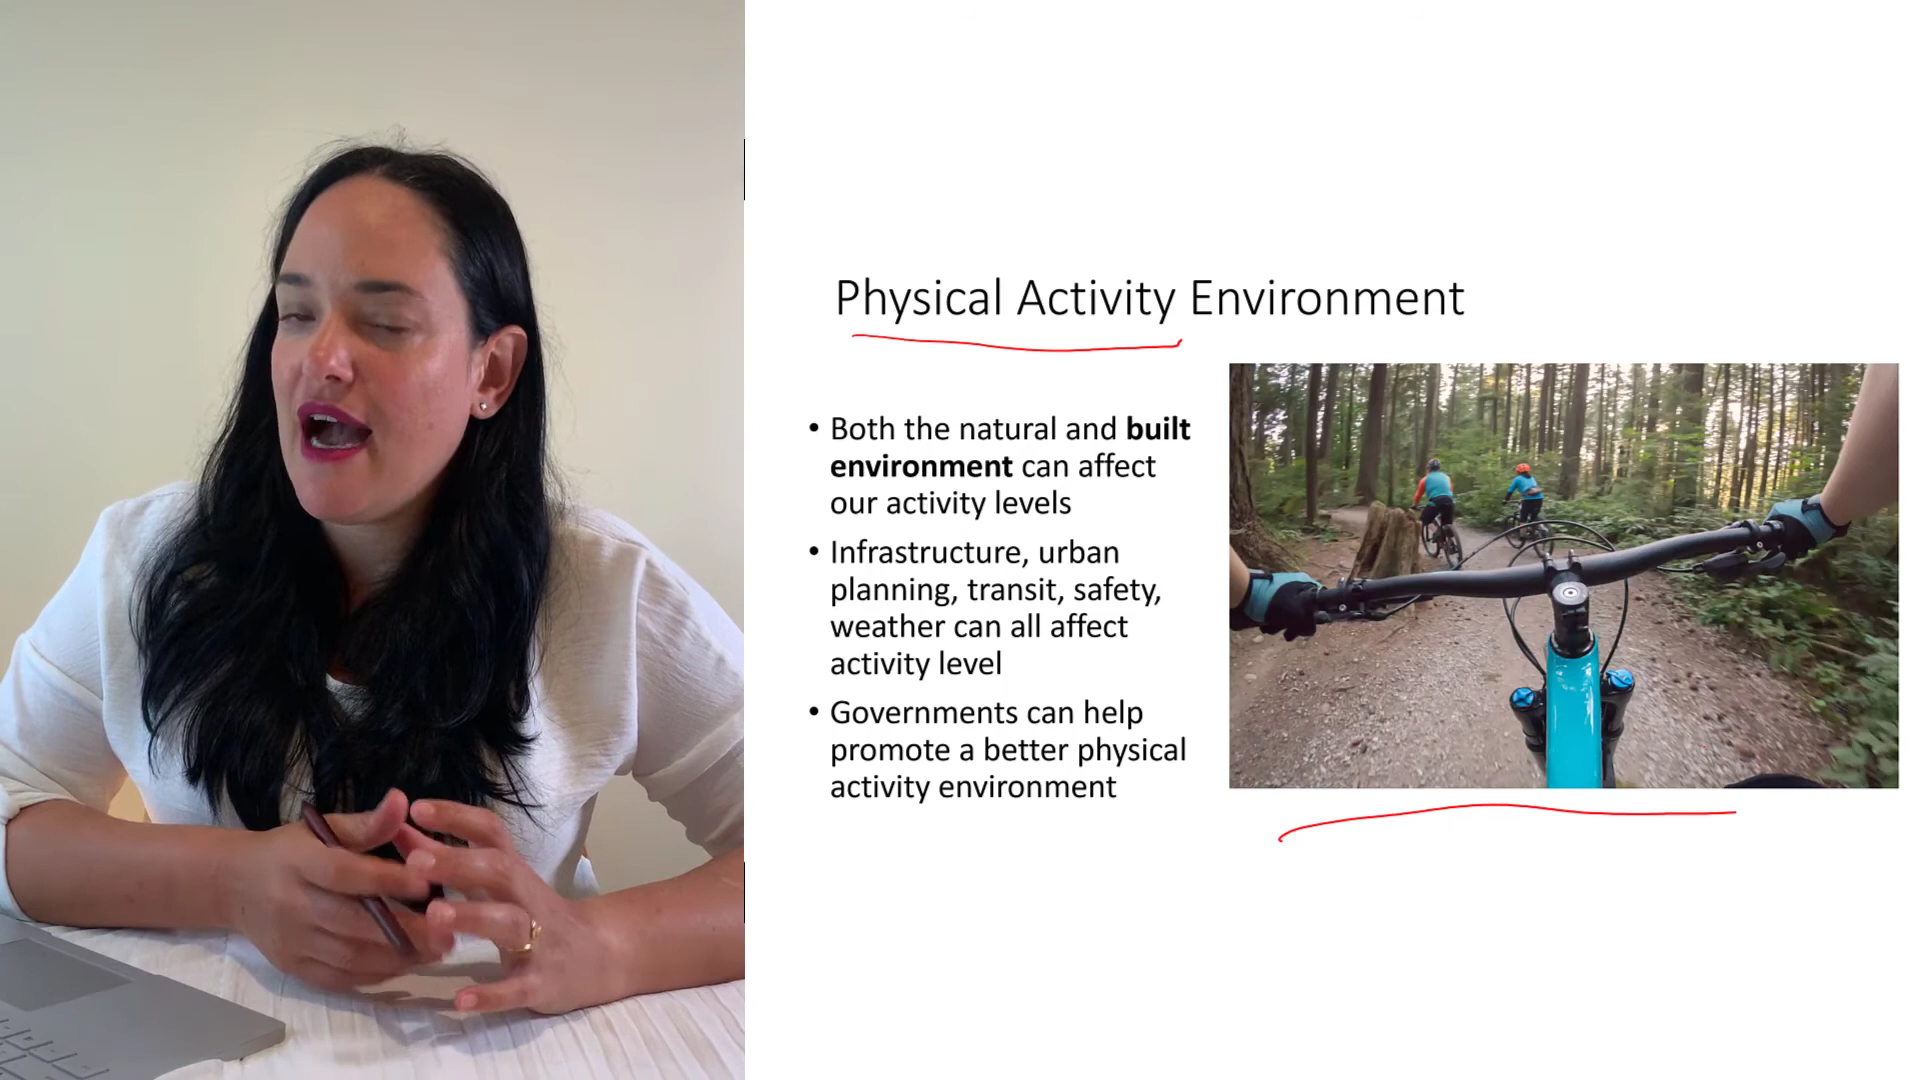 Physical Activity Environment
• Both the natural and built
environment can affect
our activity levels
• Infrastructure, urban
planning, transit, safety,
weather can all affect
activity level
• Governments can help
promote a better physical
activity environment